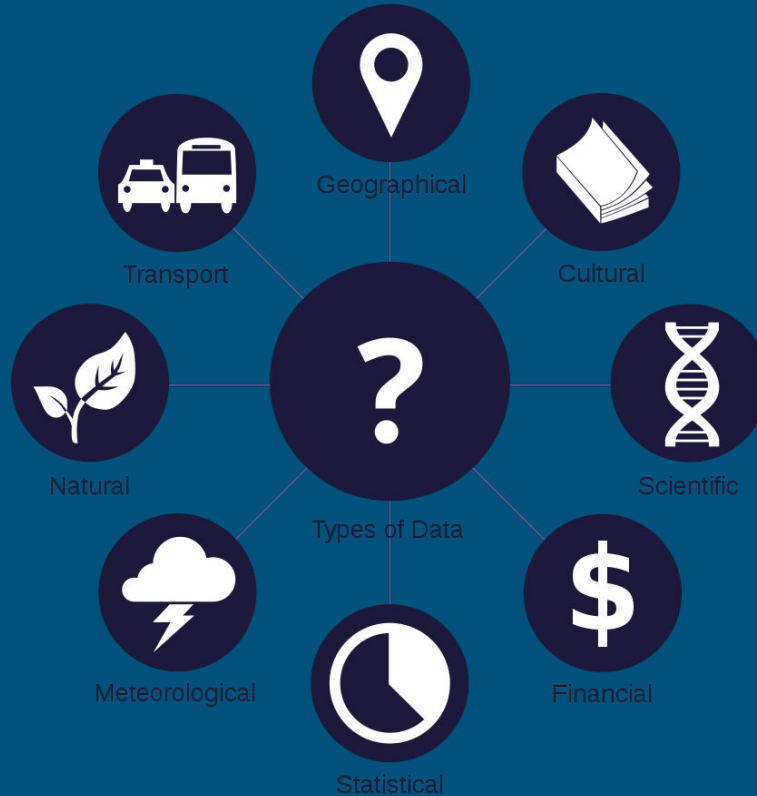 Geographical
Cultural
Transport
?
Natural
Scientific
Types of Data
$
Meteorological
Financial
Statistical